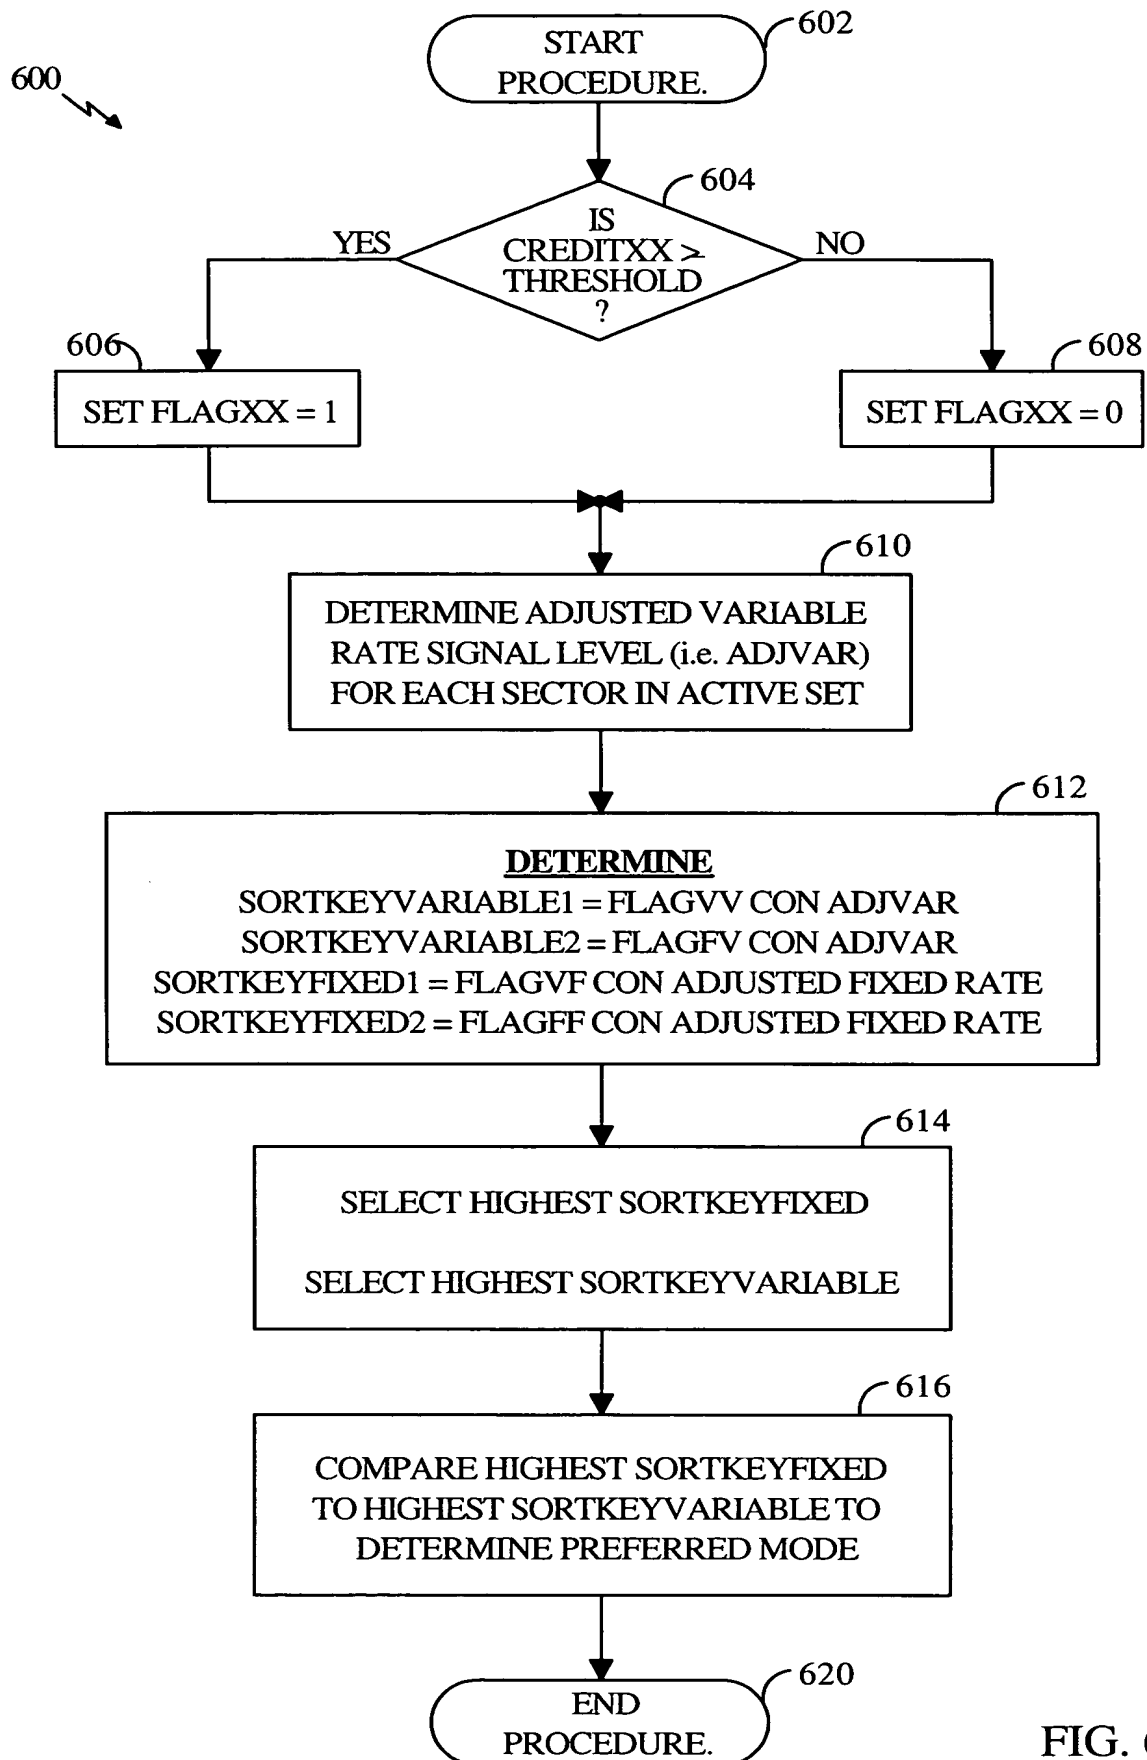 602
START
PROCEDURE.
600
604
IS
CREDITXX ≥
THRESHOLD
?
YES
NO
606
608
SET FLAGXX = 1
SET FLAGXX = 0
610
DETERMINE ADJUSTED VARIABLE
RATE SIGNAL LEVEL (i.e. ADJVAR)
FOR EACH SECTOR IN ACTIVE SET
612
DETERMINE
SORTKEYVARIABLE1 = FLAGVV CON ADJVAR
SORTKEYVARIABLE2 = FLAGFV CON ADJVAR
SORTKEYFIXED1 = FLAGVF CON ADJUSTED FIXED RATE
SORTKEYFIXED2 = FLAGFF CON ADJUSTED FIXED RATE
614
SELECT HIGHEST SORTKEYFIXED
SELECT HIGHEST SORTKEYVARIABLE
616
COMPARE HIGHEST SORTKEYFIXED
TO HIGHEST SORTKEYVARIABLE TO
DETERMINE PREFERRED MODE
620
END
PROCEDURE.
FIG.